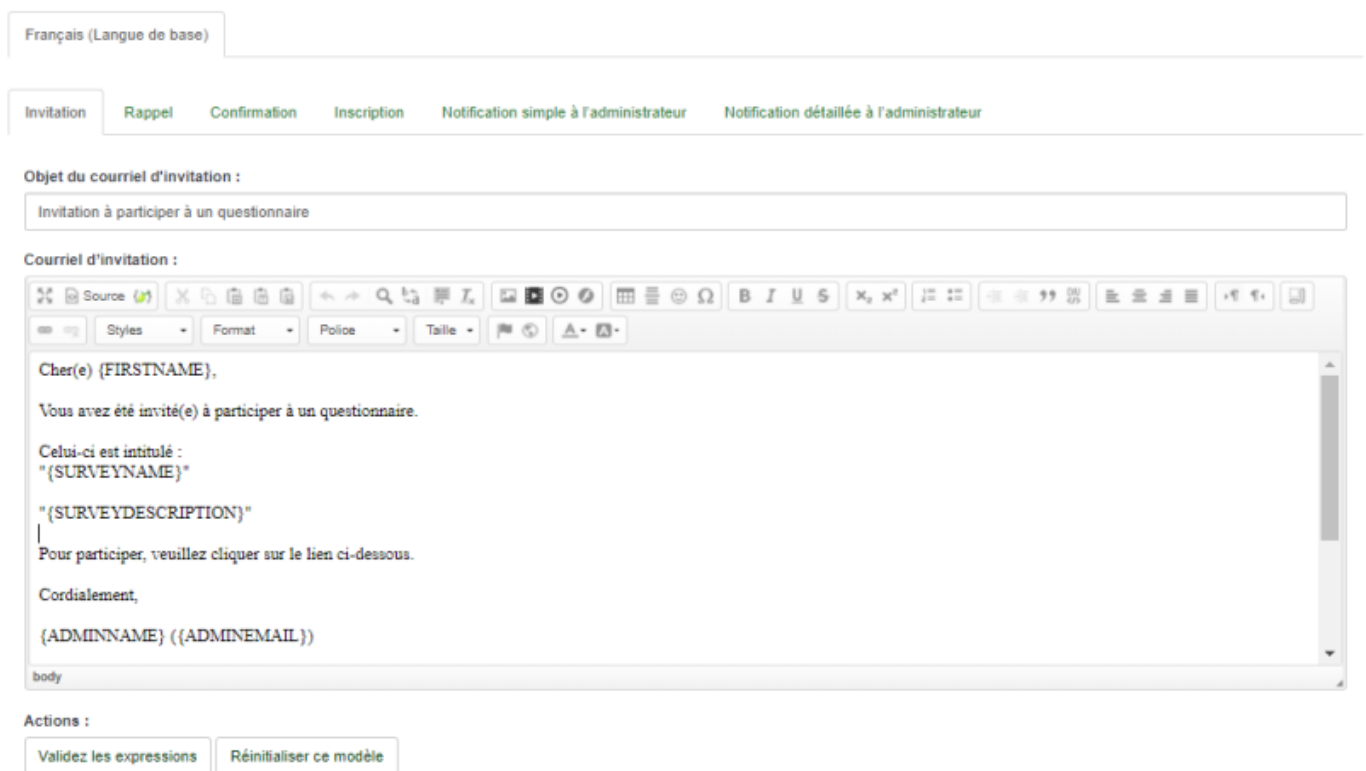 Français (Langue de base)
Invitation Rappel Confirmation Inscription Notification simple à l'administrateur Notification détaillée à l'administrateur
Objet du courriel d'invitation :
Invitation à participer à un questionnaire
Courriel d'invitation :
Source B I U S
Styles Format Police Taille A A
Cher(e) {FIRSTNAME},
Vous avez été invité(e) à participer à un questionnaire.
Celui-ci est intitulé :
"{SURVEYNAME}"
"{SURVEYDESCRIPTION}"
Pour participer, veuillez cliquer sur le lien ci-dessous.
Cordialement,
{ADMINNAME} ({ADMINEMAIL})
body
Actions :
Validez les expressions Réinitialiser ce modèle